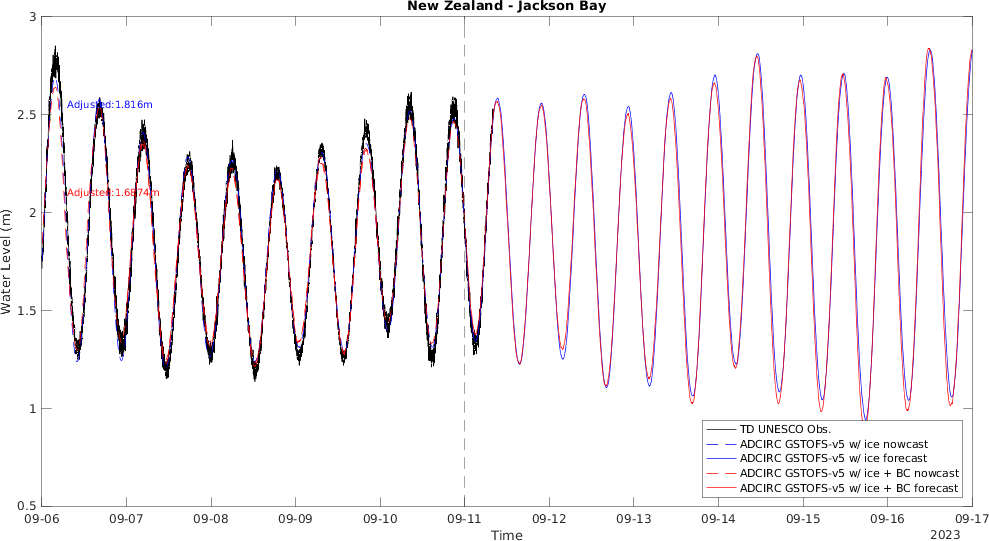 New Zealand - Jackson Bay
Water Level (m)
3
2.5
2
1.5
1
0.5
Adjusted:1.816m
Adjusted:1.6874m
TD UNESCO Obs.
ADCIRC GSTOFS-v5 w/ ice nowcast
ADCIRC GSTOFS-v5 w/ ice forecast
ADCIRC GSTOFS-v5 w/ ice + BC nowcast
ADCIRC GSTOFS-v5 w/ ice + BC forecast
09-06 09-07 09-08 09-09 09-10 09-11 09-12 09-13 09-14 09-15 09-16 09-17
Time
2023